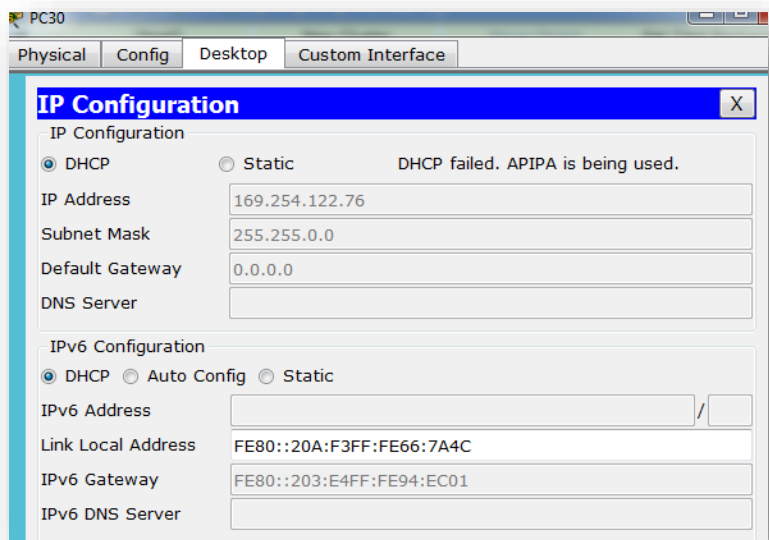 PC30
Physical Config Desktop Custom Interface
IP Configuration X
IP Configuration
DHCP Static DHCP failed. APIPA is being used.
IP Address 169.254.122.76
Subnet Mask 255.255.0.0
Default Gateway 0.0.0.0
DNS Server
IPv6 Configuration
DHCP Auto Config Static
IPv6 Address /
Link Local Address FE80::20A:F3FF:FE66:7A4C
IPv6 Gateway FE80::203:E4FF:FE94:EC01
IPv6 DNS Server